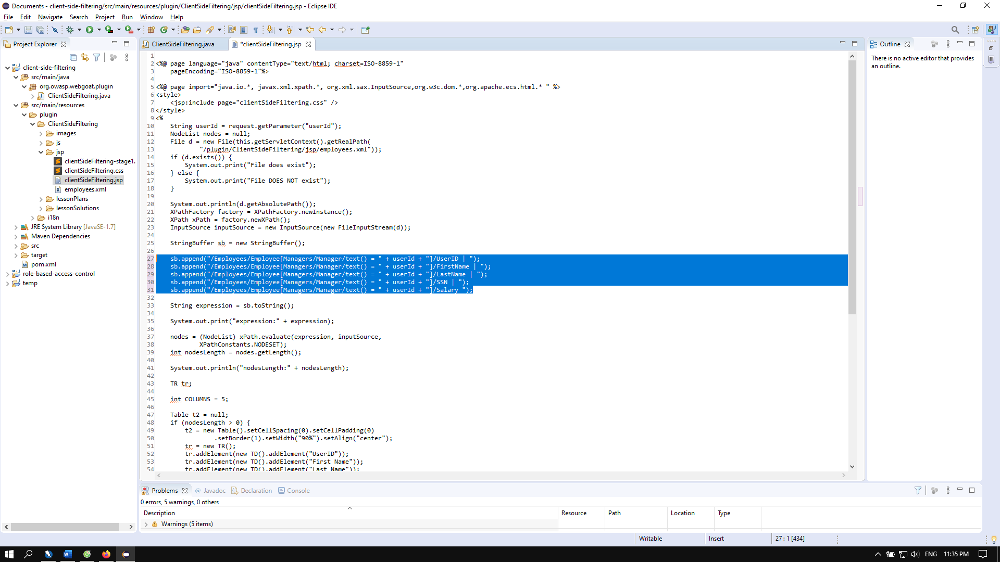 Documents - client-side-filtering/src/main/resources/plugin/ClientSideFiltering/jsp/clientSideFiltering.jsp - Eclipse IDE
File Edit Navigate Search Project Run Window Help
Project Explorer
client-side-filtering
src/main/java
org.owasp.webgoat.plugin
ClientSideFiltering.java
src/main/resources
plugin
ClientSideFiltering
images
js
jsp
clientSideFiltering-stage1.
clientSideFiltering.css
clientSideFiltering.jsp
employees.xml
lessonPlans
lessonSolutions
i18n
JRE System Library [JavaSE-1.7]
Maven Dependencies
src
target
pom.xml
role-based-access-control
temp
ClientSideFiltering.java *clientSideFiltering.jsp
1
2 <%@ page language="java" contentType="text/html; charset=ISO-8859-1"
3 pageEncoding="ISO-8859-1"%>
4
5 <%@ page import="java.io.*, javax.xml.xpath.*, org.xml.sax.InputSource,org.w3c.dom.*,org.apache.ecs.html.* " %>
6 <style>
7 <jsp:include page="clientSideFiltering.css" />
8 </style>
9 <%
10 String userId = request.getParameter("userId");
11 NodeList nodes = null;
12 File d = new File(this.getServletContext().getRealPath(
13 "/plugin/ClientSideFiltering/jsp/employees.xml"));
14 if (d.exists()) {
15 System.out.print("File does exist");
16 } else {
17 System.out.print("File DOES NOT exist");
18 }
19
20 System.out.println(d.getAbsolutePath());
21 XPathFactory factory = XPathFactory.newInstance();
22 XPath xPath = factory.newXPath();
23 InputSource inputSource = new InputSource(new FileInputStream(d));
24
25 StringBuffer sb = new StringBuffer();
26
27 sb.append("/Employees/Employee[Managers/Manager/text() = " + userId + "]/UserID | ");
28 sb.append("/Employees/Employee[Managers/Manager/text() = " + userId + "]/FirstName | ");
29 sb.append("/Employees/Employee[Managers/Manager/text() = " + userId + "]/LastName | ");
30 sb.append("/Employees/Employee[Managers/Manager/text() = " + userId + "]/SSN | ");
31 sb.append("/Employees/Employee[Managers/Manager/text() = " + userId + "]/Salary ");
32
33 String expression = sb.toString();
34
35 System.out.print("expression:" + expression);
36
37 nodes = (NodeList) xPath.evaluate(expression, inputSource,
38 XPathConstants.NODESET);
39 int nodesLength = nodes.getLength();
40
41 System.out.println("nodesLength:" + nodesLength);
42
43 TR tr;
44
45 int COLUMNS = 5;
46
47 Table t2 = null;
48 if (nodesLength > 0) {
49 t2 = new Table().setCellSpacing(0).setCellPadding(0)
50 .setBorder(1).setWidth("90%").setAlign("center");
51 tr = new TR();
52 tr.addElement(new TD().addElement("UserID"));
53 tr.addElement(new TD().addElement("First Name"));
54 tr.addElement(new TD().addElement("Last Name"));
Outline
There is no active editor that provides
an outline.
Problems @ Javadoc Declaration Console
0 errors, 5 warnings, 0 others
Description Resource Path Location Type
Warnings (5 items)
Writable Insert 27 : 1 [434]
ENG 11:35 PM